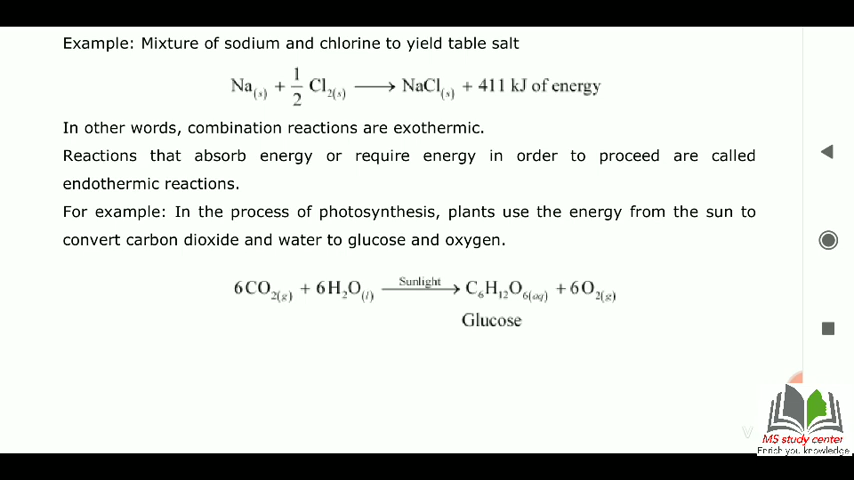 Example: Mixture of sodium and chlorine to yield table salt
Na(s) + 1/2 Cl2(s) ⟶ NaCl(s) + 411 kJ of energy
In other words, combination reactions are exothermic.
Reactions that absorb energy or require energy in order to proceed are called
endothermic reactions.
For example: In the process of photosynthesis, plants use the energy from the sun to
convert carbon dioxide and water to glucose and oxygen.
Sunlight
6CO2(g) + 6H2O(l) ⟶ C6H12O6(aq) + 6O2(g)
Glucose
MS study center
Enrich you knowledge